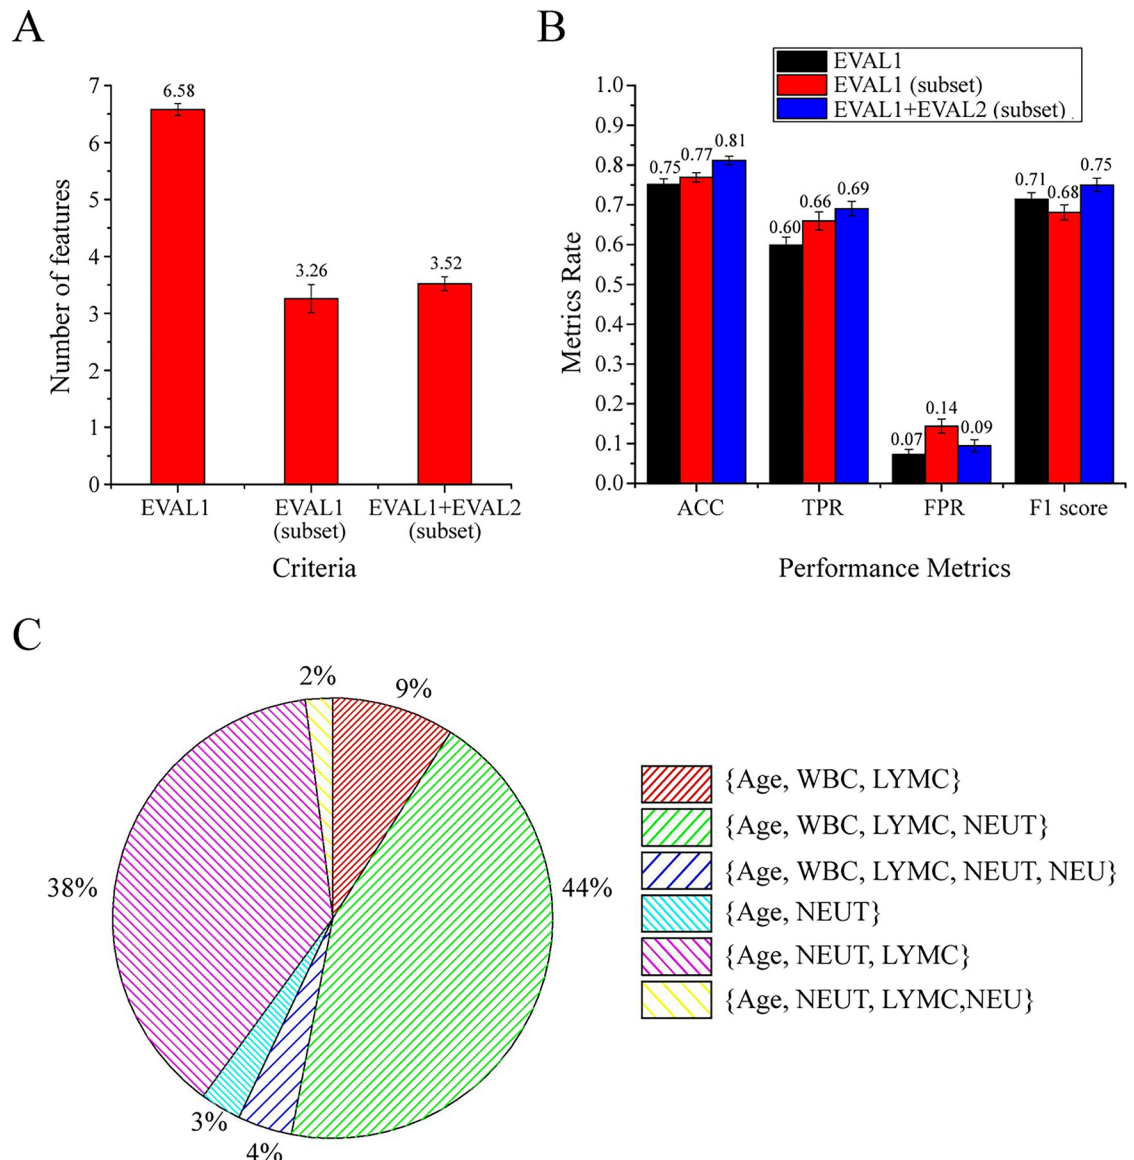 A
7
6
5
4
3
2
1
0
Number of features
6.58
3.26
3.52
EVAL1
EVAL1
(subset)
EVAL1+EVAL2
(subset)
Criteria
B
EVAL1
EVAL1 (subset)
EVAL1+EVAL2 (subset)
1.0
0.9
0.8
0.7
0.6
0.5
0.4
0.3
0.2
0.1
0.0
Metrics Rate
0.75
0.77
0.81
0.60
0.66
0.69
0.07
0.14
0.09
0.71
0.68
0.75
ACC
TPR
FPR
F1 score
Performance Metrics
C
2%
9%
38%
44%
3%
4%
{Age, WBC, LYMC}
{Age, WBC, LYMC, NEUT}
{Age, WBC, LYMC, NEUT, NEU}
{Age, NEUT}
{Age, NEUT, LYMC}
{Age, NEUT, LYMC,NEU}